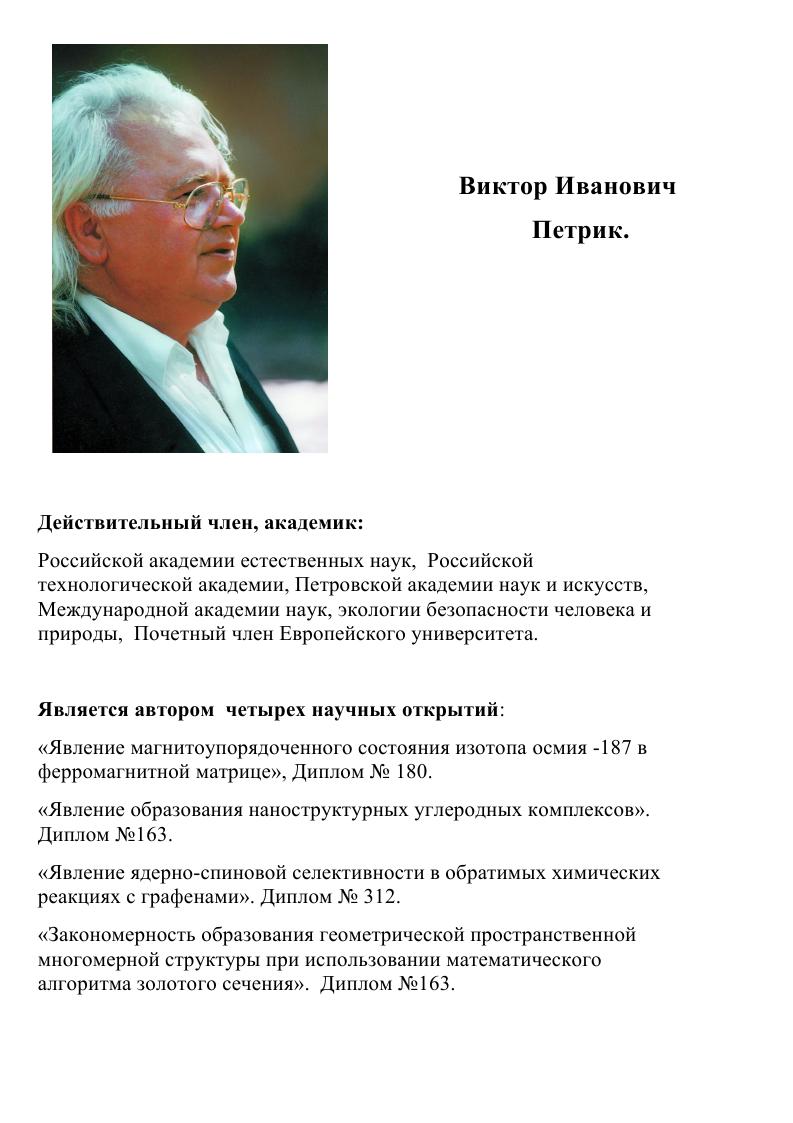 Виктор Иванович
Петрик.
Действительный член, академик:
Российской академии естественных наук,  Российской
технологической академии, Петровской академии наук и искусств,
Международной академии наук, экологии безопасности человека и
природы,  Почетный член Европейского университета.
Является автором  четырех научных открытий:
«Явление магнитоупорядоченного состояния изотопа осмия -187 в
ферромагнитной матрице», Диплом № 180.
«Явление образования наноструктурных углеродных комплексов».
Диплом №163.
«Явление ядерно-спиновой селективности в обратимых химических
реакциях с графенами». Диплом № 312.
«Закономерность образования геометрической пространственной
многомерной структуры при использовании математического
алгоритма золотого сечения».  Диплом №163.